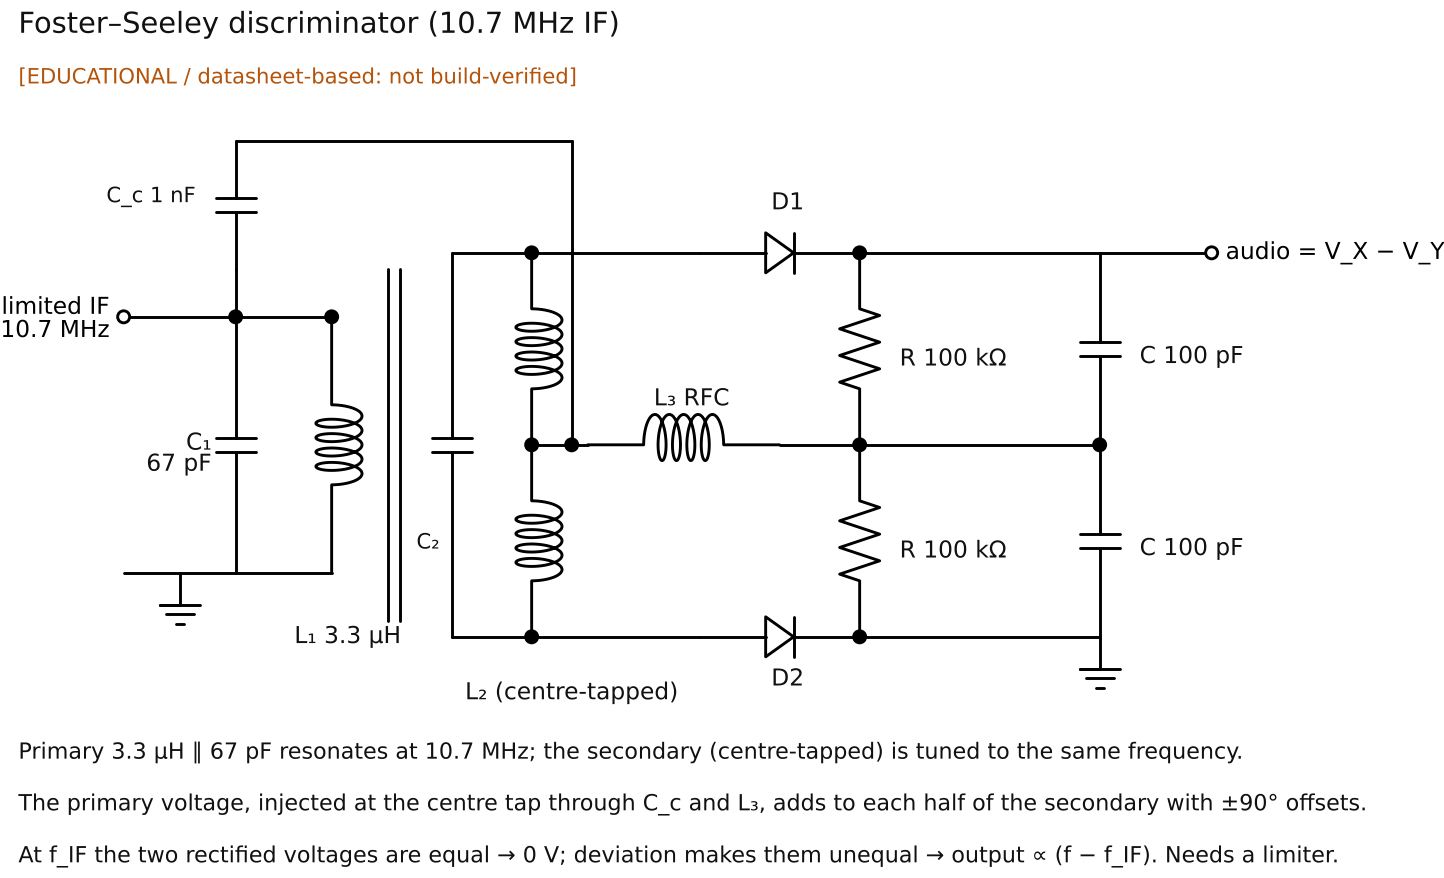 Foster–Seeley discriminator (10.7 MHz IF)
[EDUCATIONAL / datasheet-based: not build-verified]
C_c 1 nF
D1
audio = V_X − V_Y
limited IF
10.7 MHz
R 100 kΩ
C 100 pF
L₃ RFC
C₁
67 pF
C₂
R 100 kΩ
C 100 pF
L₁ 3.3 µH
D2
L₂ (centre-tapped)
Primary 3.3 µH ∥ 67 pF resonates at 10.7 MHz; the secondary (centre-tapped) is tuned to the same frequency.
The primary voltage, injected at the centre tap through C_c and L₃, adds to each half of the secondary with ±90° offsets.
At f_IF the two rectified voltages are equal → 0 V; deviation makes them unequal → output ∝ (f − f_IF). Needs a limiter.